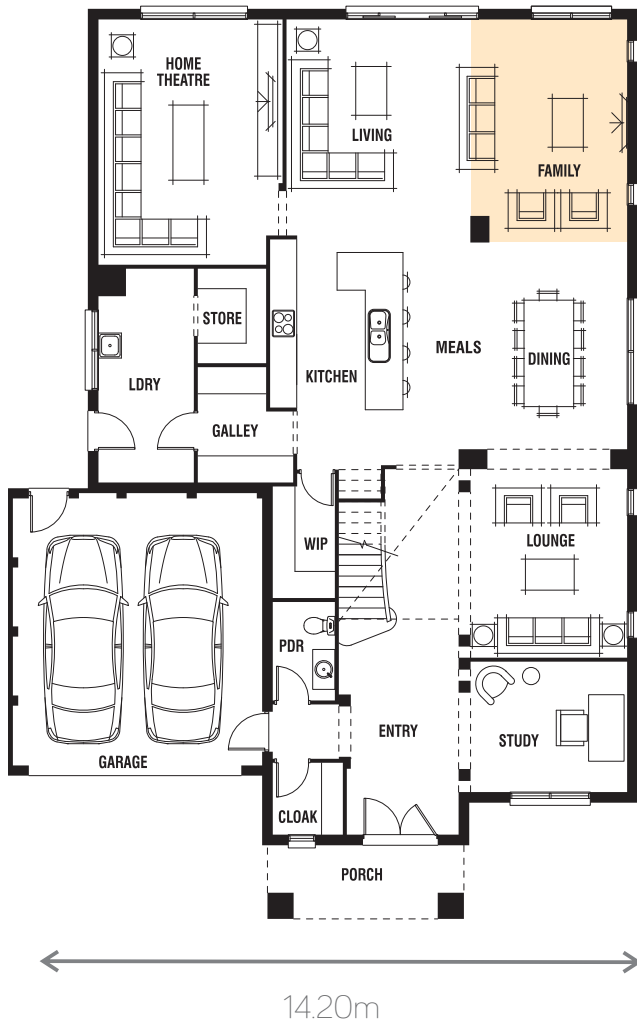 HOME
THEATRE
LIVING
FAMILY
STORE
LDRY
KITCHEN
MEALS
DINING
GALLEY
WIP
LOUNGE
PDR
ENTRY
STUDY
GARAGE
CLOAK
PORCH
14.20m